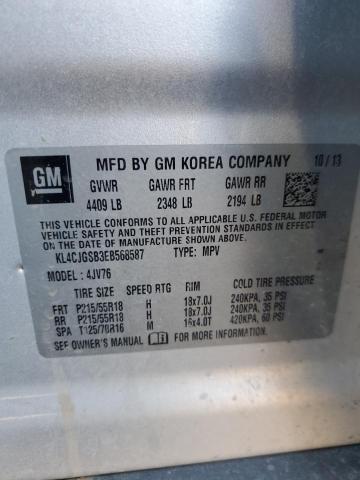 GM
MFD BY GM KOREA COMPANY 10/13
GVWR GAWR FRT GAWR RR
4409 LB 2348 LB 2194 LB
THIS VEHICLE CONFORMS TO ALL APPLICABLE U.S. FEDERAL MOTOR
VEHICLE SAFETY AND THEFT PREVENTION STANDARDS IN EFFECT
ON THE DATE OF MANUFACTURE SHOWN ABOVE.
KL4CJGSB3EB568587 TYPE: MPV
MODEL: 4JV76
TIRE SIZE SPEED RTG RIM COLD TIRE PRESSURE
FRT P215/55R18 H 18x7.0J 240KPA, 35 PSI
RR P215/55R18 H 18x7.0J 240KPA, 35 PSI
SPA T125/70R16 M 16x4.0T 420KPA, 60 PSI
SEE OWNER'S MANUAL FOR MORE INFORMATION.